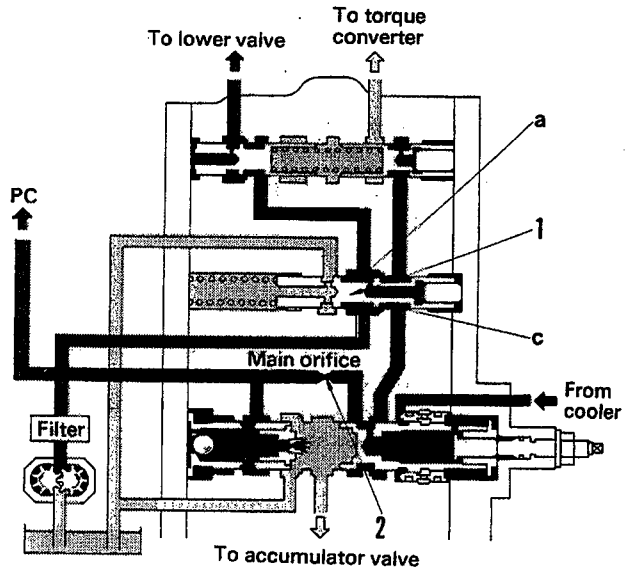 To lower valve
To torque
converter
a
PC
1
c
Main orifice
From
cooler
Filter
2
To accumulator valve